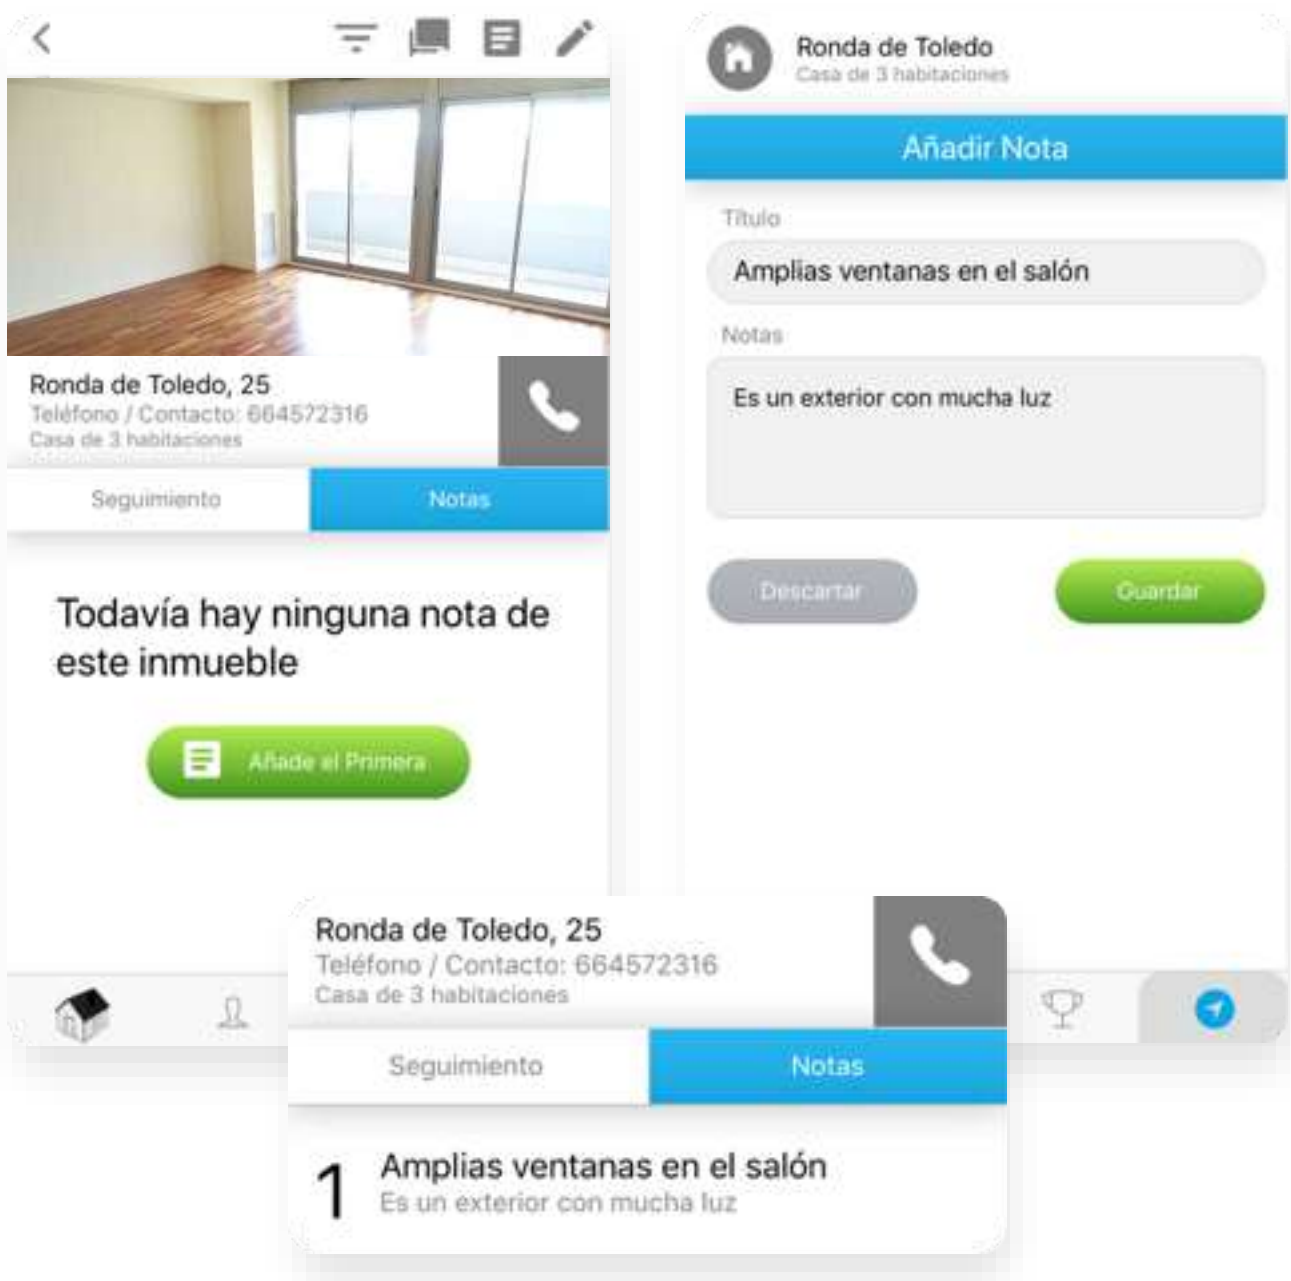 Ronda de Toledo, 25
Teléfono / Contacto: 664572316
Casa de 3 habitaciones
Seguimiento
Notas
Todavía hay ninguna nota de
este inmueble
Añade el Primera
Ronda de Toledo
Casa de 3 habitaciones
Añadir Nota
Título
Amplias ventanas en el salón
Notas
Es un exterior con mucha luz
Descartar
Guardar
Ronda de Toledo, 25
Teléfono / Contacto: 664572316
Casa de 3 habitaciones
Seguimiento
Notas
1
Amplias ventanas en el salón
Es un exterior con mucha luz